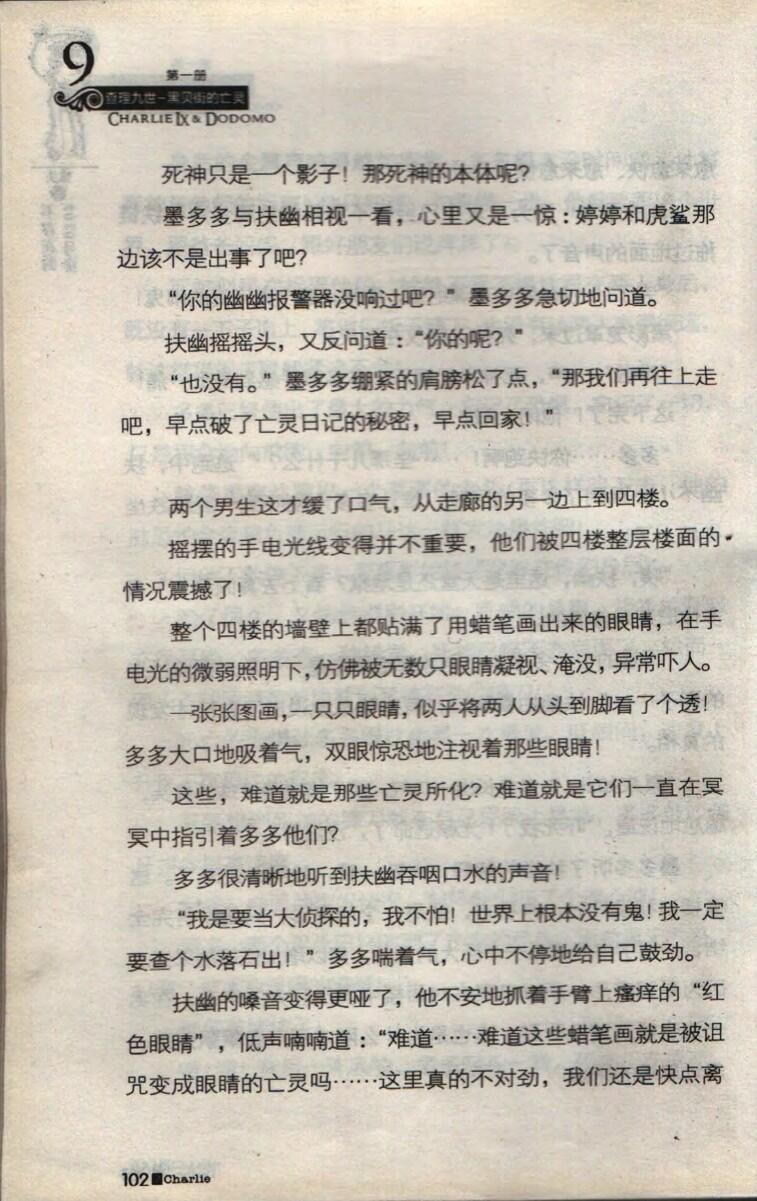 9
第一册
查理九世-黑贝街的亡灵
CHARLIE IX & DODOMO
死神只是一个影子！那死神的本体呢？
墨多多与扶幽相视一看，心里又是一惊：婷婷和虎鲨那
边该不是出事了吧？
“你的幽幽报警器没响过吧？”墨多多急切地问道。
扶幽摇摇头，又反问道：“你的呢？”
“也没有。”墨多多绷紧的肩膀松了点，“那我们再往上走
吧，早点破了亡灵日记的秘密，早点回家！”
两个男生这才缓了口气，从走廊的另一边上到四楼。
摇摆的手电光线变得并不重要，他们被四楼整层楼面的
情况震撼了！
整个四楼的墙壁上都贴满了用蜡笔画出来的眼睛，在手
电光的微弱照明下，仿佛被无数只眼睛凝视、淹没，异常吓人。
一张张图画，一只只眼睛，似乎将两人从头到脚看了个透！
多多大口地吸着气，双眼惊恐地注视着那些眼睛！
这些，难道就是那些亡灵所化？难道就是它们一直在冥
冥中指引着多多他们？
多多很清晰地听到扶幽吞咽口水的声音！
“我是要当大侦探的，我不怕！世界上根本没有鬼！我一定
要查个水落石出！”多多喘着气，心中不停地给自己鼓劲。
扶幽的嗓音变得更哑了，他不安地抓着手臂上瘙痒的“红
色眼睛”，低声喃喃道：“难道……难道这些蜡笔画就是被诅
咒变成眼睛的亡灵吗……这里真的不对劲，我们还是快点离
102■Charlie